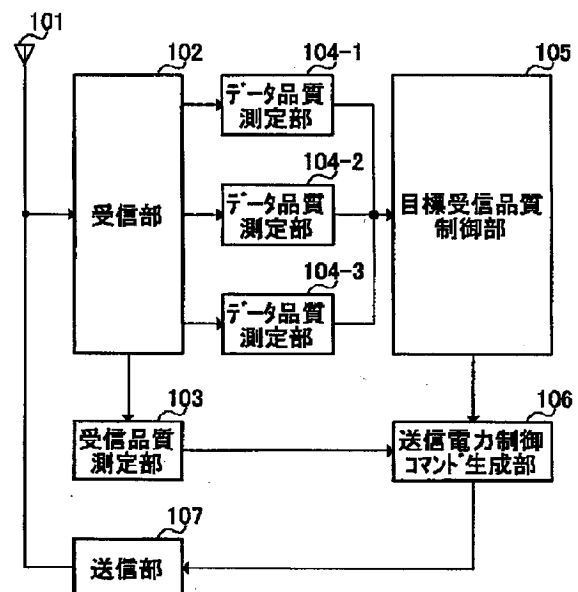 101
102
受信部
104-1
データ品質
測定部
104-2
データ品質
測定部
104-3
データ品質
測定部
105
目標受信品質
制御部
103
受信品質
測定部
106
送信電力制御
コマンド生成部
107
送信部